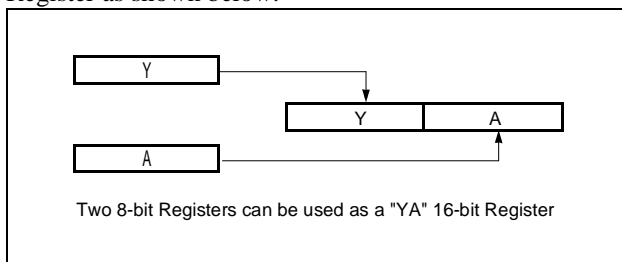 Register as shown below.
Y
Y A
A
Two 8-bit Registers can be used as a "YA" 16-bit Register